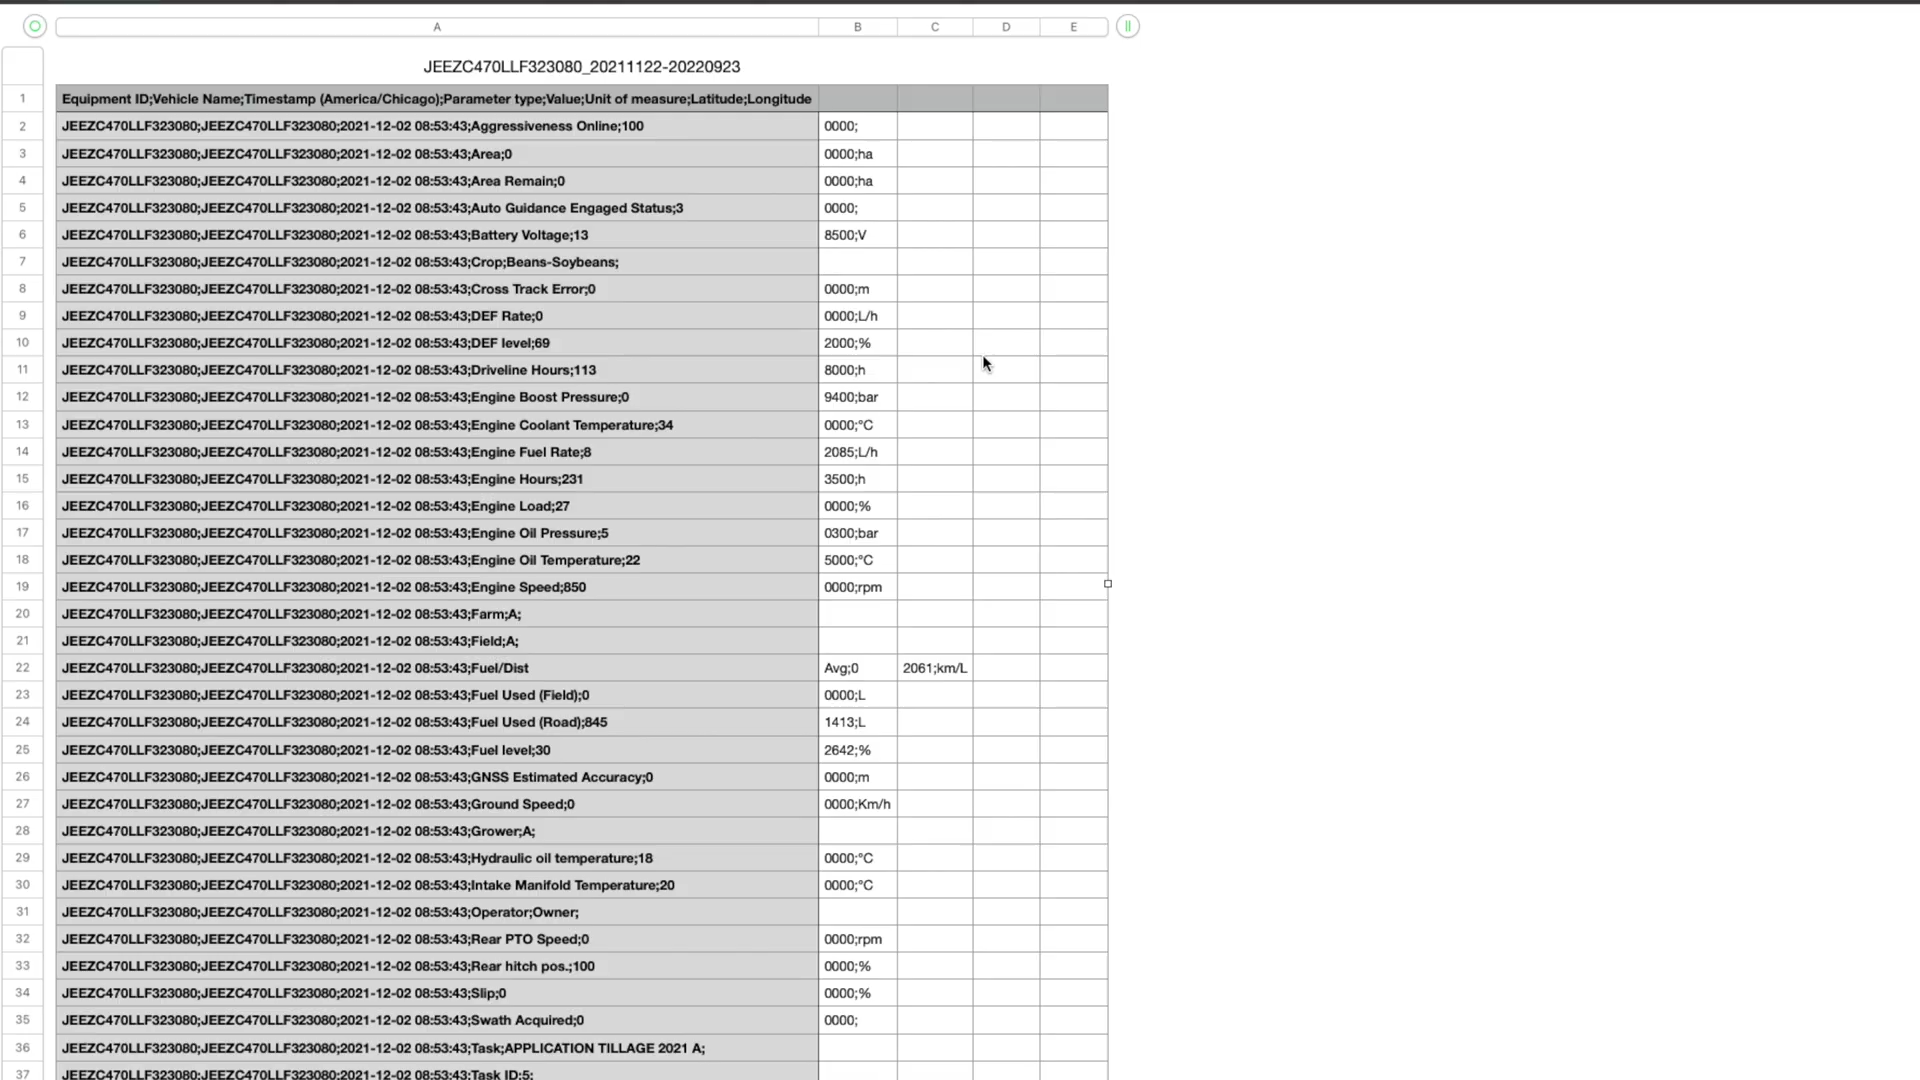 A B C D E
JEEZC470LLF323080_20211122-20220923
1 Equipment ID;Vehicle Name;Timestamp (America/Chicago);Parameter type;Value;Unit of measure;Latitude;Longitude
2 JEEZC470LLF323080;JEEZC470LLF323080;2021-12-02 08:53:43;Aggressiveness Online;100 0000;
3 JEEZC470LLF323080;JEEZC470LLF323080;2021-12-02 08:53:43;Area;0 0000;ha
4 JEEZC470LLF323080;JEEZC470LLF323080;2021-12-02 08:53:43;Area Remain;0 0000;ha
5 JEEZC470LLF323080;JEEZC470LLF323080;2021-12-02 08:53:43;Auto Guidance Engaged Status;3 0000;
6 JEEZC470LLF323080;JEEZC470LLF323080;2021-12-02 08:53:43;Battery Voltage;13 8500;V
7 JEEZC470LLF323080;JEEZC470LLF323080;2021-12-02 08:53:43;Crop;Beans-Soybeans;
8 JEEZC470LLF323080;JEEZC470LLF323080;2021-12-02 08:53:43;Cross Track Error;0 0000;m
9 JEEZC470LLF323080;JEEZC470LLF323080;2021-12-02 08:53:43;DEF Rate;0 0000;L/h
10 JEEZC470LLF323080;JEEZC470LLF323080;2021-12-02 08:53:43;DEF level;69 2000;%
11 JEEZC470LLF323080;JEEZC470LLF323080;2021-12-02 08:53:43;Driveline Hours;113 8000;h
12 JEEZC470LLF323080;JEEZC470LLF323080;2021-12-02 08:53:43;Engine Boost Pressure;0 9400;bar
13 JEEZC470LLF323080;JEEZC470LLF323080;2021-12-02 08:53:43;Engine Coolant Temperature;34 0000;°C
14 JEEZC470LLF323080;JEEZC470LLF323080;2021-12-02 08:53:43;Engine Fuel Rate;8 2085;L/h
15 JEEZC470LLF323080;JEEZC470LLF323080;2021-12-02 08:53:43;Engine Hours;231 3500;h
16 JEEZC470LLF323080;JEEZC470LLF323080;2021-12-02 08:53:43;Engine Load;27 0000;%
17 JEEZC470LLF323080;JEEZC470LLF323080;2021-12-02 08:53:43;Engine Oil Pressure;5 0300;bar
18 JEEZC470LLF323080;JEEZC470LLF323080;2021-12-02 08:53:43;Engine Oil Temperature;22 5000;°C
19 JEEZC470LLF323080;JEEZC470LLF323080;2021-12-02 08:53:43;Engine Speed;850 0000;rpm
20 JEEZC470LLF323080;JEEZC470LLF323080;2021-12-02 08:53:43;Farm;A;
21 JEEZC470LLF323080;JEEZC470LLF323080;2021-12-02 08:53:43;Field;A;
22 JEEZC470LLF323080;JEEZC470LLF323080;2021-12-02 08:53:43;Fuel/Dist Avg;0 2061;km/L
23 JEEZC470LLF323080;JEEZC470LLF323080;2021-12-02 08:53:43;Fuel Used (Field);0 0000;L
24 JEEZC470LLF323080;JEEZC470LLF323080;2021-12-02 08:53:43;Fuel Used (Road);845 1413;L
25 JEEZC470LLF323080;JEEZC470LLF323080;2021-12-02 08:53:43;Fuel level;30 2642;%
26 JEEZC470LLF323080;JEEZC470LLF323080;2021-12-02 08:53:43;GNSS Estimated Accuracy;0 0000;m
27 JEEZC470LLF323080;JEEZC470LLF323080;2021-12-02 08:53:43;Ground Speed;0 0000;Km/h
28 JEEZC470LLF323080;JEEZC470LLF323080;2021-12-02 08:53:43;Grower;A;
29 JEEZC470LLF323080;JEEZC470LLF323080;2021-12-02 08:53:43;Hydraulic oil temperature;18 0000;°C
30 JEEZC470LLF323080;JEEZC470LLF323080;2021-12-02 08:53:43;Intake Manifold Temperature;20 0000;°C
31 JEEZC470LLF323080;JEEZC470LLF323080;2021-12-02 08:53:43;Operator;Owner;
32 JEEZC470LLF323080;JEEZC470LLF323080;2021-12-02 08:53:43;Rear PTO Speed;0 0000;rpm
33 JEEZC470LLF323080;JEEZC470LLF323080;2021-12-02 08:53:43;Rear hitch pos.;100 0000;%
34 JEEZC470LLF323080;JEEZC470LLF323080;2021-12-02 08:53:43;Slip;0 0000;%
35 JEEZC470LLF323080;JEEZC470LLF323080;2021-12-02 08:53:43;Swath Acquired;0 0000;
36 JEEZC470LLF323080;JEEZC470LLF323080;2021-12-02 08:53:43;Task;APPLICATION TILLAGE 2021 A;
37 JEEZC470LLF323080;JEEZC470LLF323080;2021-12-02 08:53:43;Task ID;5;